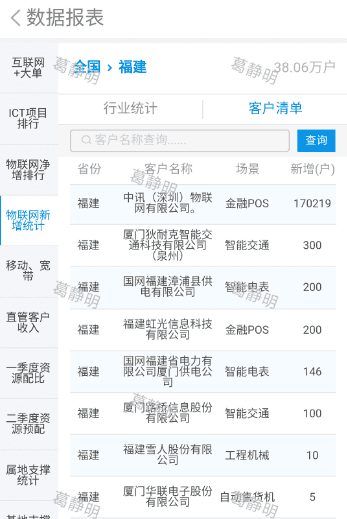 数据报表
互联网
+大单
ICT项目
排行
物联网净
增排行
物联网新
增统计
移动、宽
带
直管客户
收入
一季度资
源配比
二季度资
源预配
属地支撑
统计
基地支撑
全国 › 福建
38.06万户
行业统计
客户清单
客户名称查询......
查询
省份 客户名称 场景 新增(户)
福建 中讯（深圳）物联
网有限公司。 金融POS 170219
福建 厦门狄耐克智能交
通科技有限公司
（泉州） 智能交通 300
福建 国网福建漳浦县供
电有限公司 智能电表 200
福建 福建虹光信息科技
有限公司 金融POS 200
福建 国网福建省电力有
限公司厦门供电公
司 智能电表 146
福建 厦门路桥信息股份
有限公司 智能交通 100
福建 福建雪人股份有限
公司 工程机械 10
福建 厦门华联电子股份
有限公司 自动售货机 5
葛静明
葛静明
葛静明
葛静明
葛静明
葛静明
葛静明
葛静明